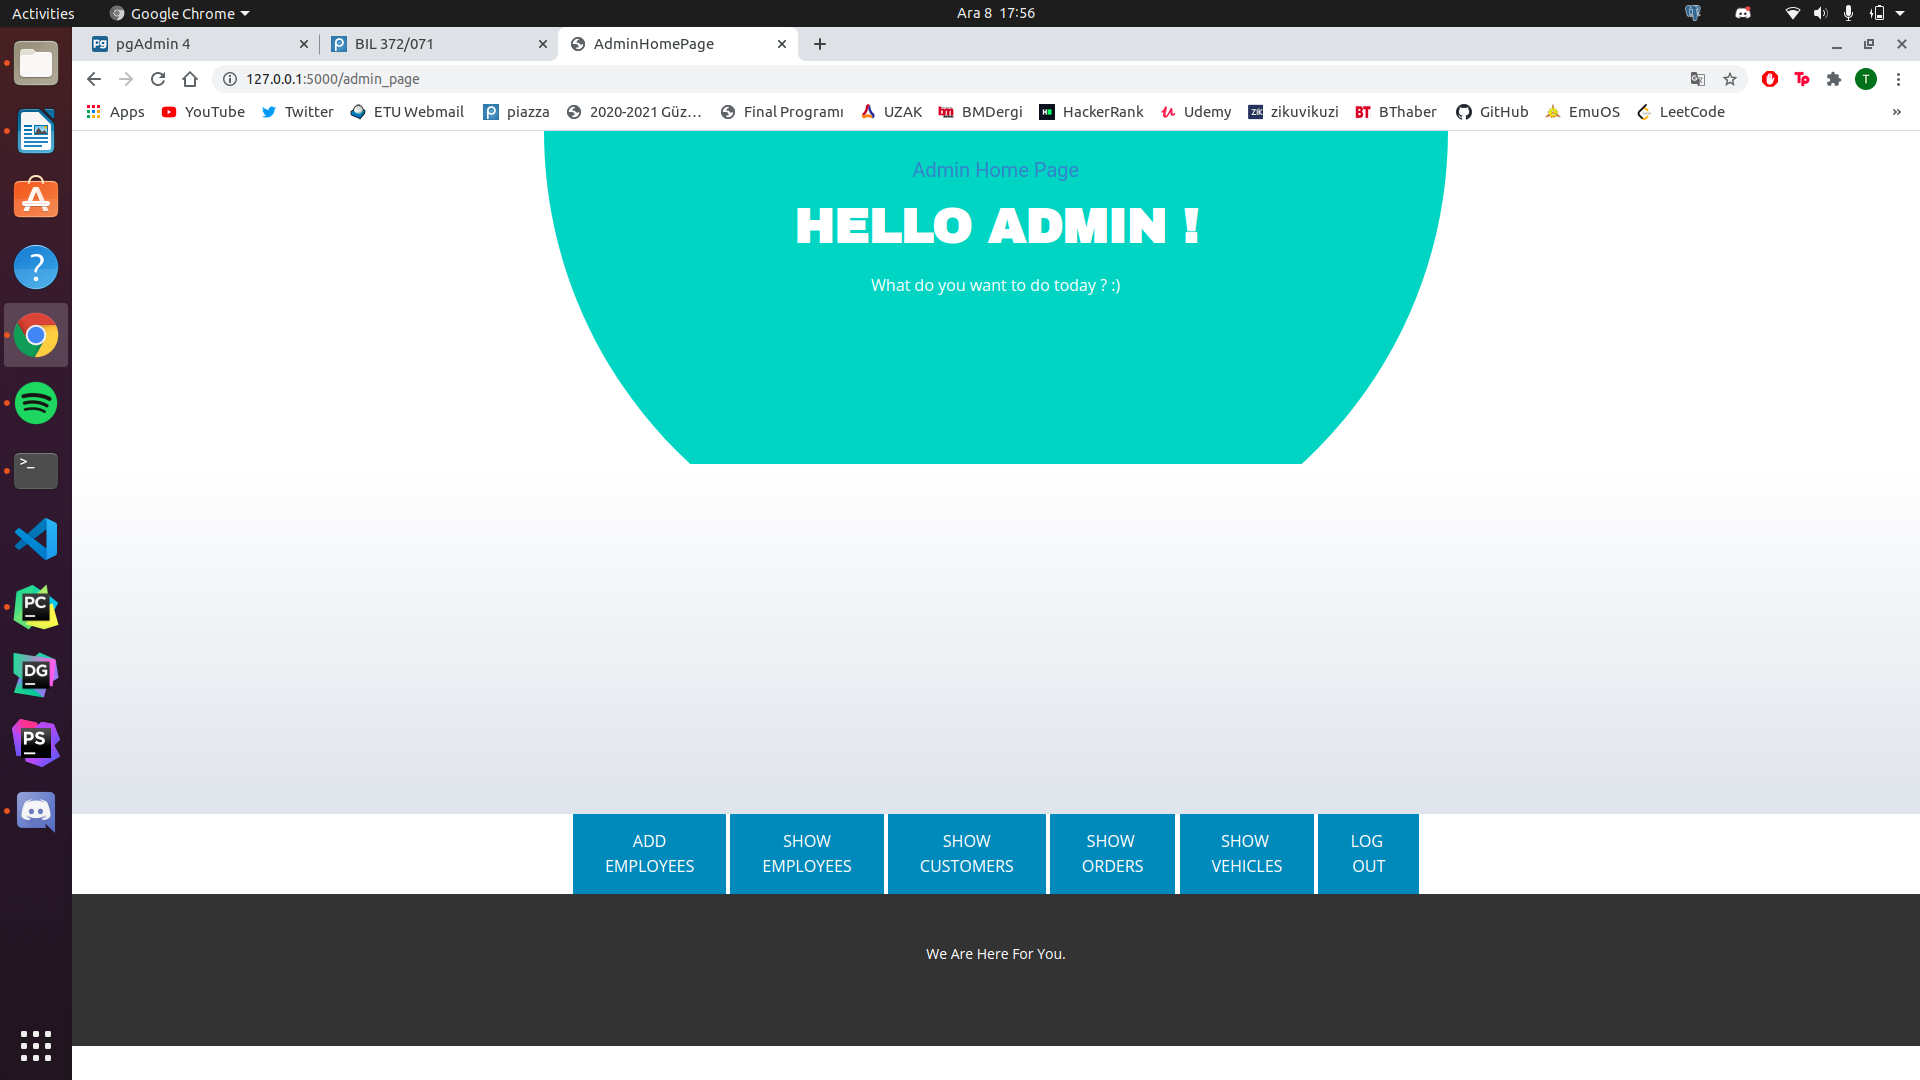 Activities
Google Chrome
Ara 8 17:56
pgAdmin 4
BIL 372/071
AdminHomePage
127.0.0.1:5000/admin_page
T
Apps
YouTube
Twitter
ETU Webmail
piazza
2020-2021 Güz...
Final Programı
UZAK
BMDergi
HackerRank
Udemy
zikuvikuzi
BThaber
GitHub
EmuOS
LeetCode
»
Admin Home Page
HELLO ADMIN !
What do you want to do today ? :)
ADD
EMPLOYEES
SHOW
EMPLOYEES
SHOW
CUSTOMERS
SHOW
ORDERS
SHOW
VEHICLES
LOG
OUT
We Are Here For You.
PC
DG
PS